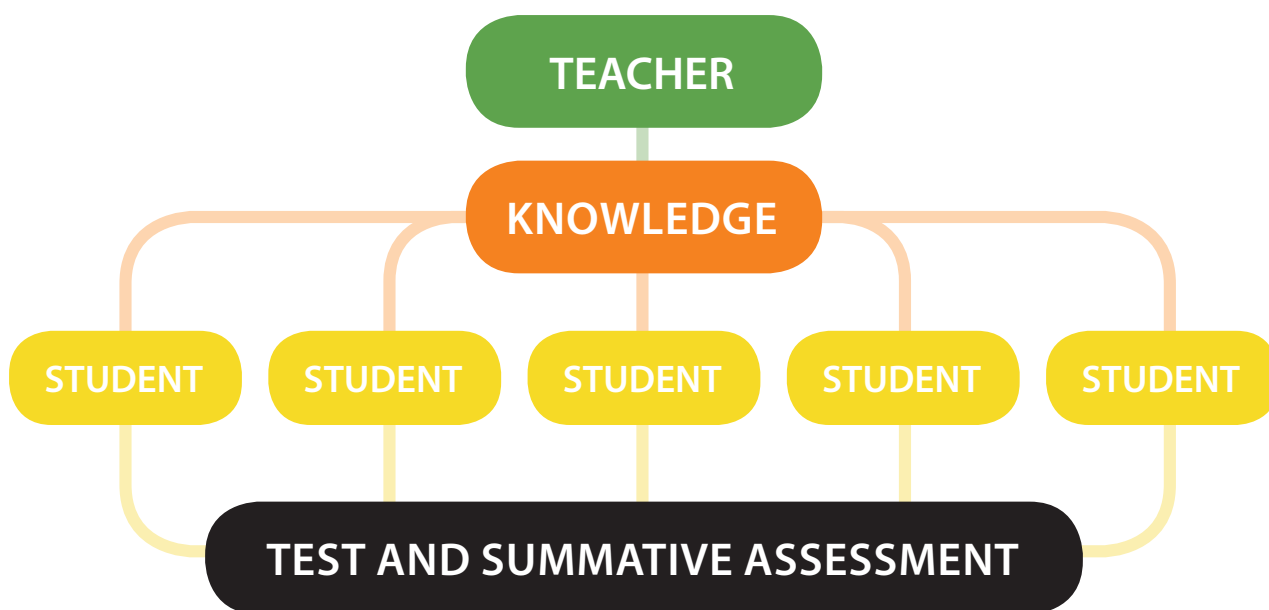 TEACHER
KNOWLEDGE
STUDENT
STUDENT
STUDENT
STUDENT
STUDENT
TEST AND SUMMATIVE ASSESSMENT